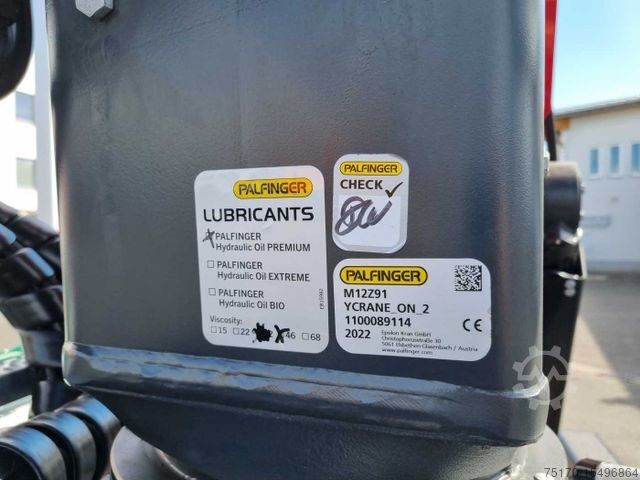 PALFINGER
LUBRICANTS
PALFINGER
Hydraulic Oil PREMIUM
PALFINGER
Hydraulic Oil EXTREME
PALFINGER
Hydraulic Oil BIO
Viscosity:
15 22 46 68
PALFINGER
CHECK
PALFINGER
M12Z91
YCRANE_ON_2
1100089114
2022
Epsilon Kran GmbH
Christophorusstraße 30
5061 Elsbethen Glasenbach / Austria
www.palfinger.com
CE